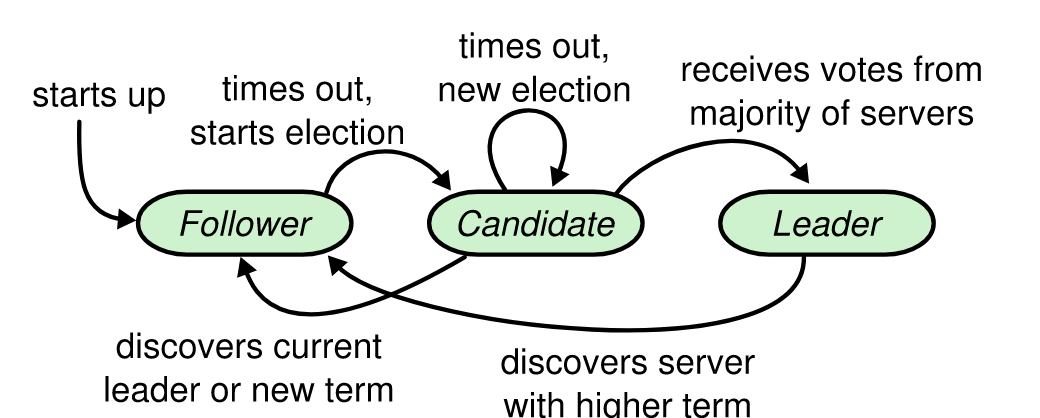 starts up
times out,
starts election
times out,
new election
receives votes from
majority of servers
Follower
Candidate
Leader
discovers current
leader or new term
discovers server
with higher term